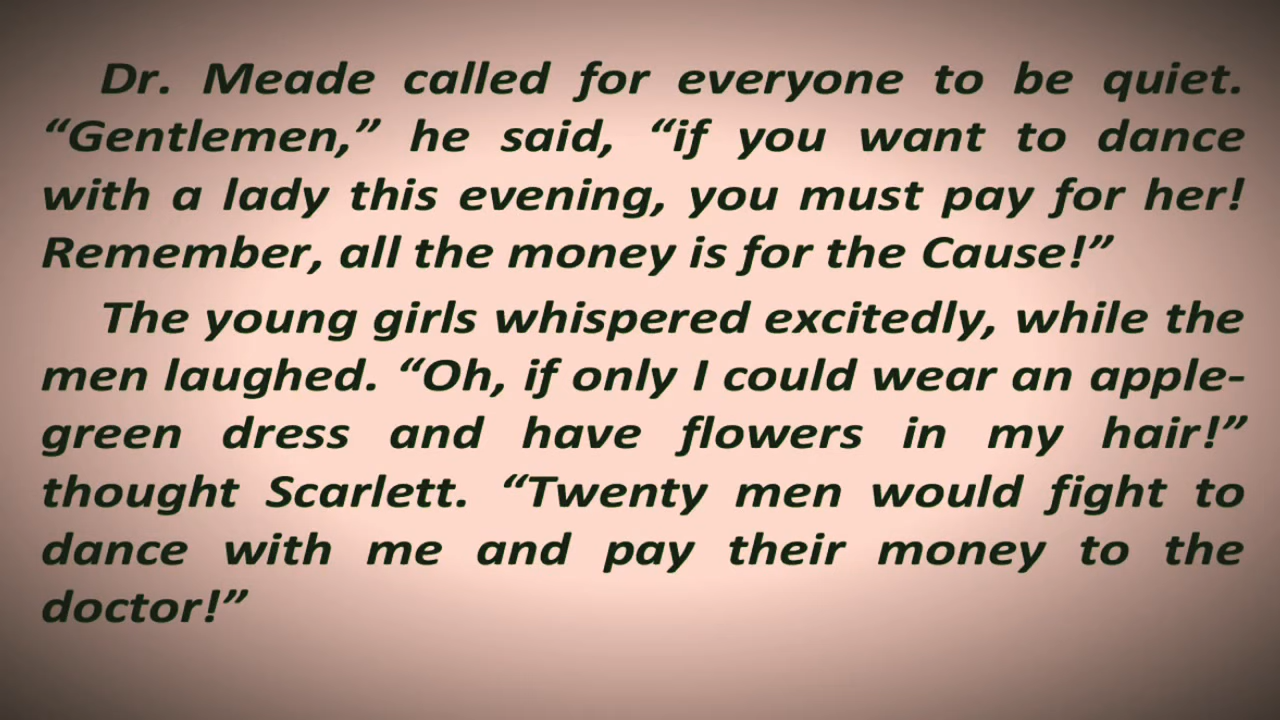 Dr. Meade called for everyone to be quiet.
“Gentlemen,” he said, “if you want to dance
with a lady this evening, you must pay for her!
Remember, all the money is for the Cause!”
The young girls whispered excitedly, while the
men laughed. “Oh, if only I could wear an apple-
green dress and have flowers in my hair!”
thought Scarlett. “Twenty men would fight to
dance with me and pay their money to the
doctor!”